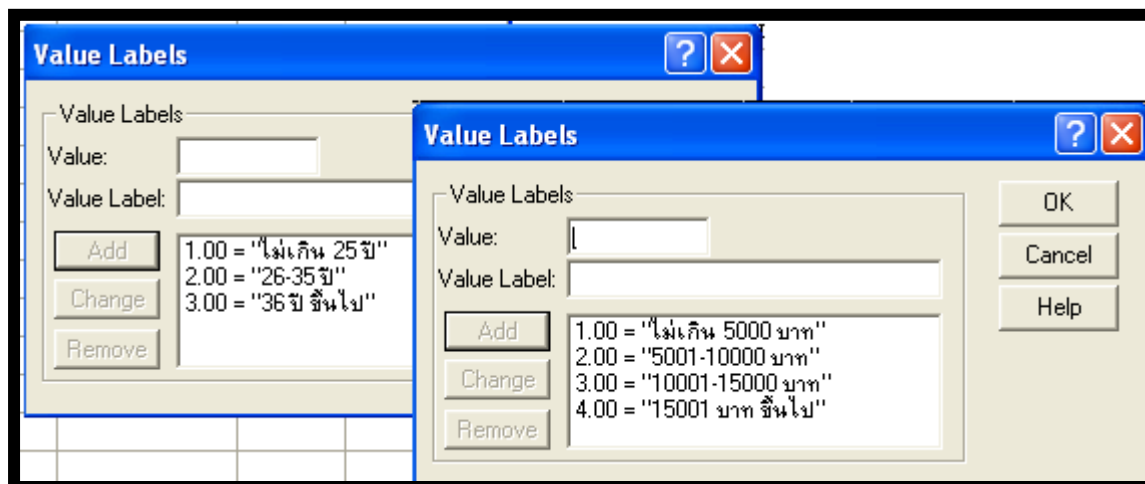 Value Labels
Value Labels
Value:
Value Label:
Add
Change
Remove
1.00 = "ไม่เกิน 25 ปี"
2.00 = "26-35 ปี"
3.00 = "36 ปี ขึ้นไป"
Value Labels
Value Labels
Value:
Value Label:
Add
Change
Remove
1.00 = "ไม่เกิน 5000 บาท"
2.00 = "5001-10000 บาท"
3.00 = "10001-15000 บาท"
4.00 = "15001 บาท ขึ้นไป"
OK
Cancel
Help